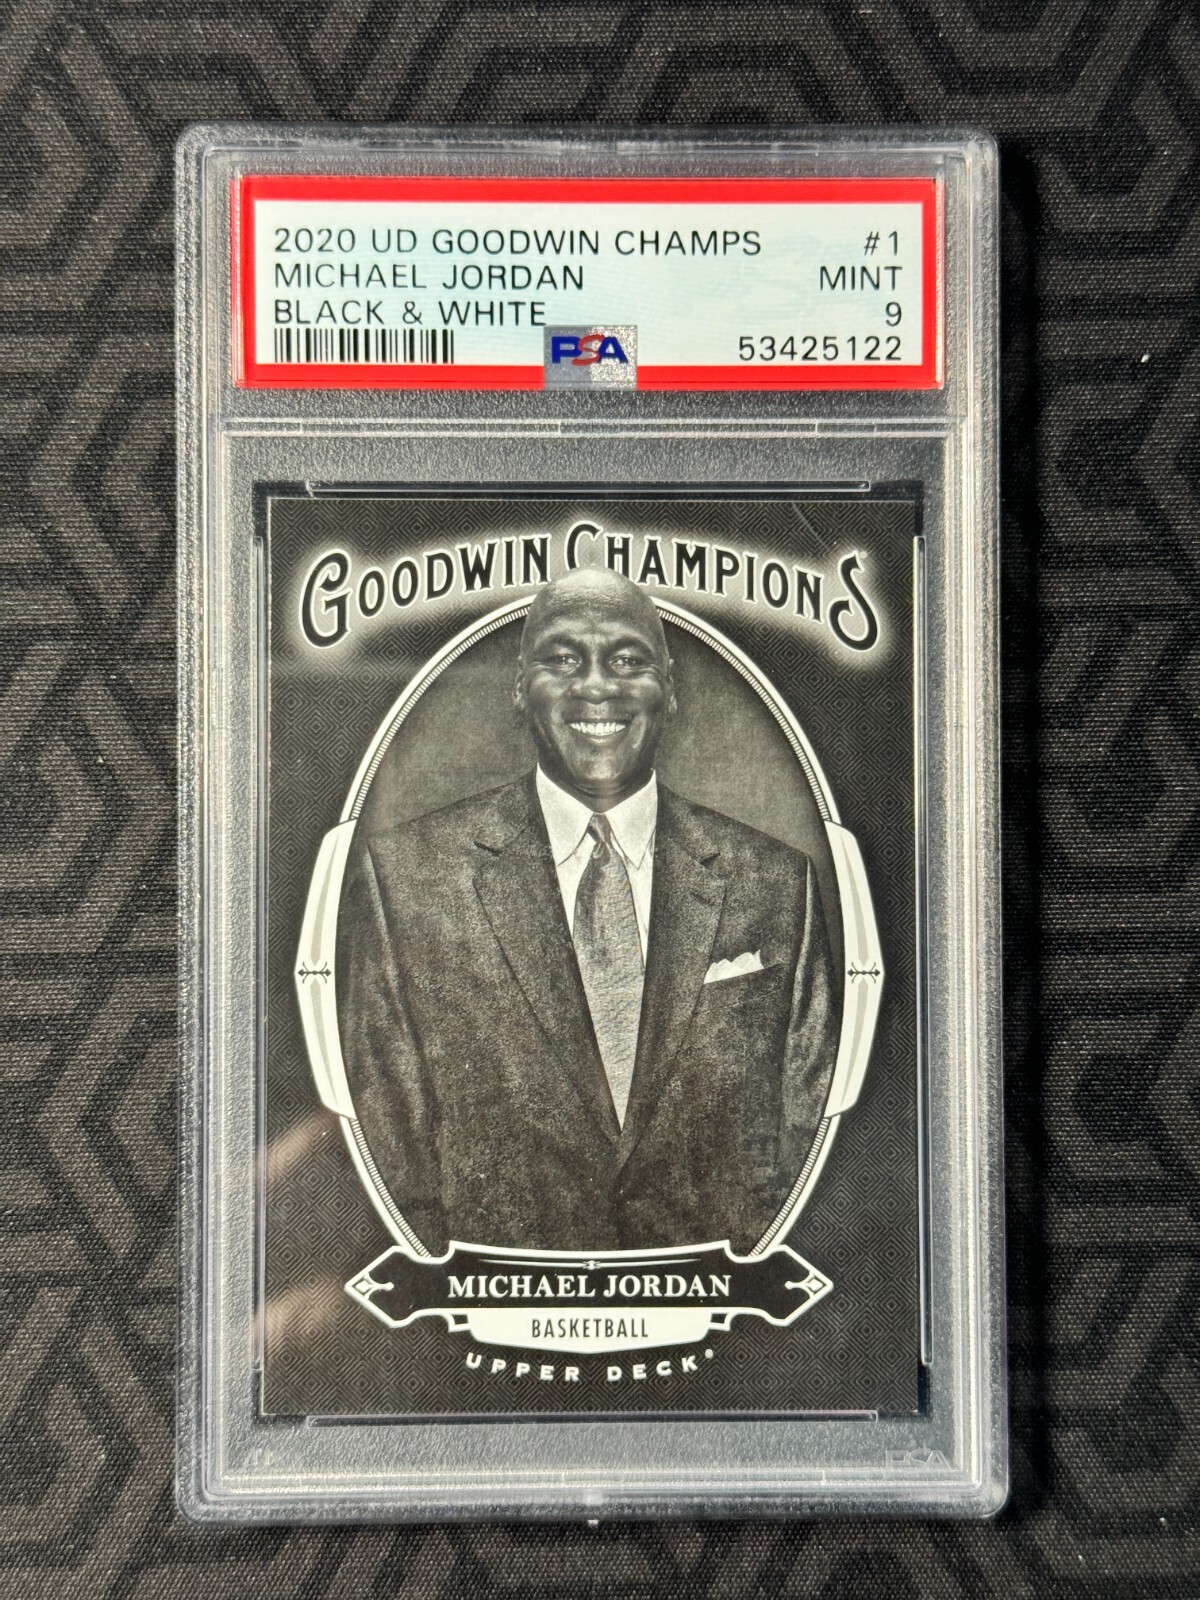 2020 UD GOODWIN CHAMPS #1
MICHAEL JORDAN MINT
BLACK & WHITE 9
PSA 53425122
GOODWIN CHAMPIONS
MICHAEL JORDAN
BASKETBALL
UPPER DECK®
PSA